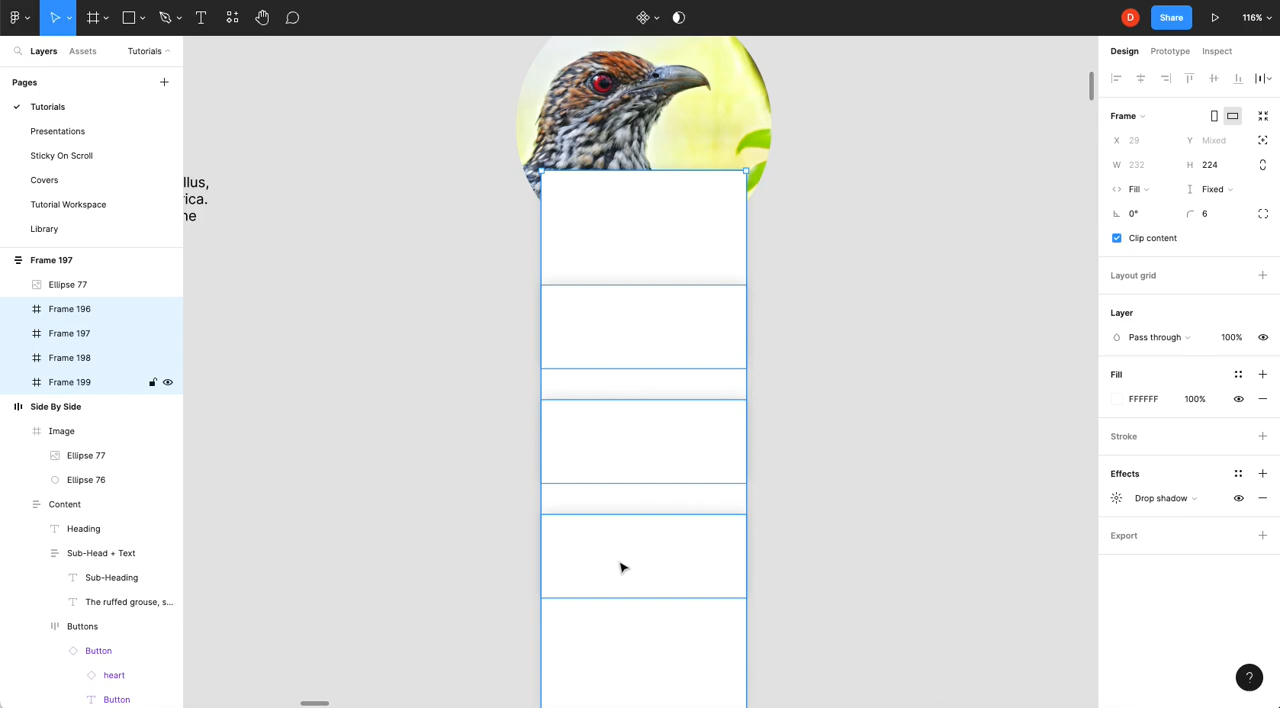 D
Share
116%
Layers
Assets
Tutorials
Pages
Tutorials
Presentations
Sticky On Scroll
Covers
Tutorial Workspace
Library
Frame 197
Ellipse 77
Frame 196
Frame 197
Frame 198
Frame 199
Side By Side
Image
Ellipse 77
Ellipse 76
Content
Heading
Sub-Head + Text
Sub-Heading
The ruffed grouse, s...
Buttons
Button
heart
Button
llus,
rica.
ne
Design
Prototype
Inspect
Frame
X 29
Y Mixed
W 232
H 224
Fill
Fixed
0°
6
Clip content
Layout grid
Layer
Pass through
100%
Fill
FFFFFF
100%
Stroke
Effects
Drop shadow
Export
?